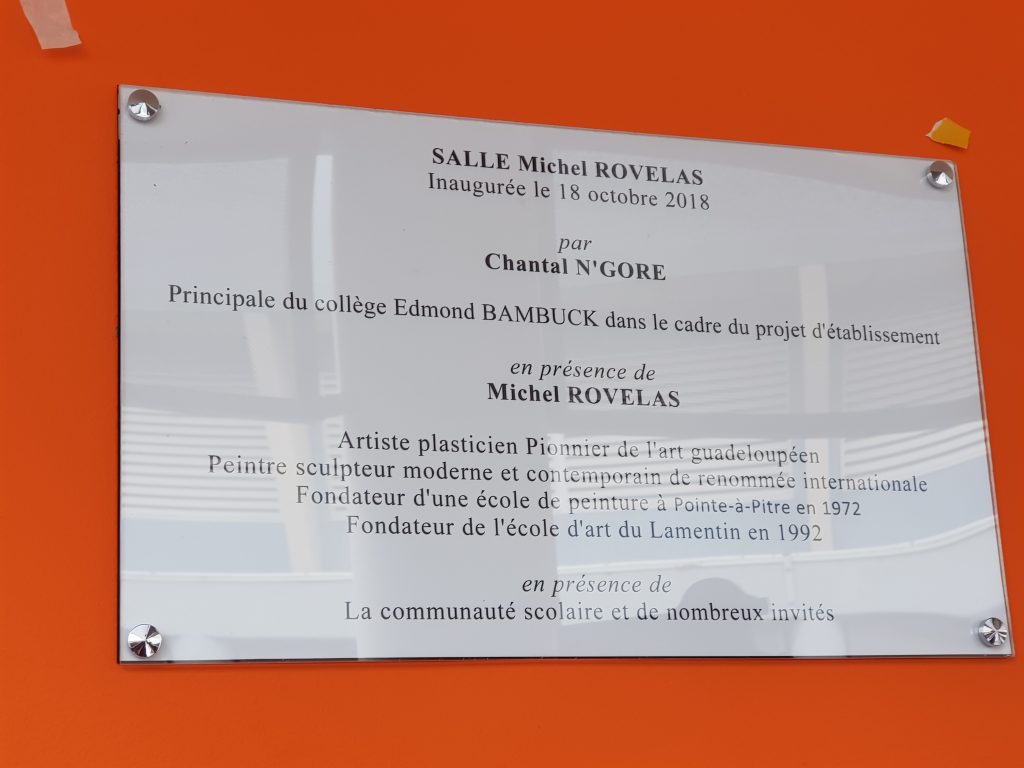 SALLE Michel ROVELAS
Inaugurée le 18 octobre 2018
par
Chantal N'GORE
Principale du collège Edmond BAMBUCK dans le cadre du projet d'établissement
en présence de
Michel ROVELAS
Artiste plasticien Pionnier de l'art guadeloupéen
Peintre sculpteur moderne et contemporain de renommée internationale
Fondateur d'une école de peinture à Pointe-à-Pitre en 1972
Fondateur de l'école d'art du Lamentin en 1992
en présence de
La communauté scolaire et de nombreux invités